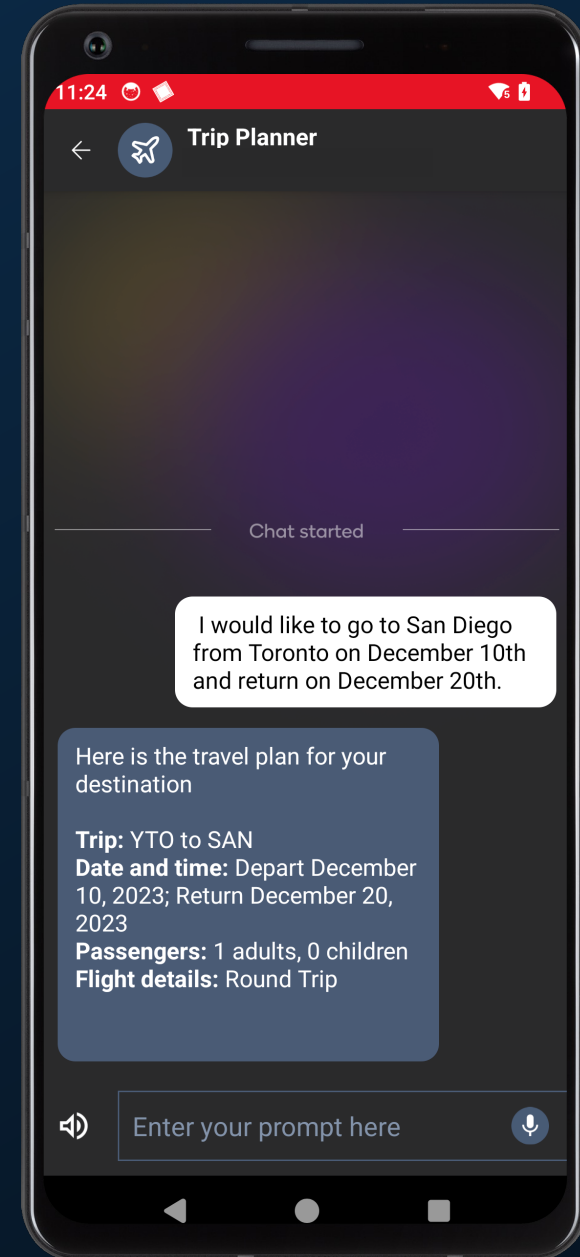 11:24
5
Trip Planner
Chat started
I would like to go to San Diego
from Toronto on December 10th
and return on December 20th.
Here is the travel plan for your
destination
Trip: YTO to SAN
Date and time: Depart December
10, 2023; Return December 20,
2023
Passengers: 1 adults, 0 children
Flight details: Round Trip
Enter your prompt here